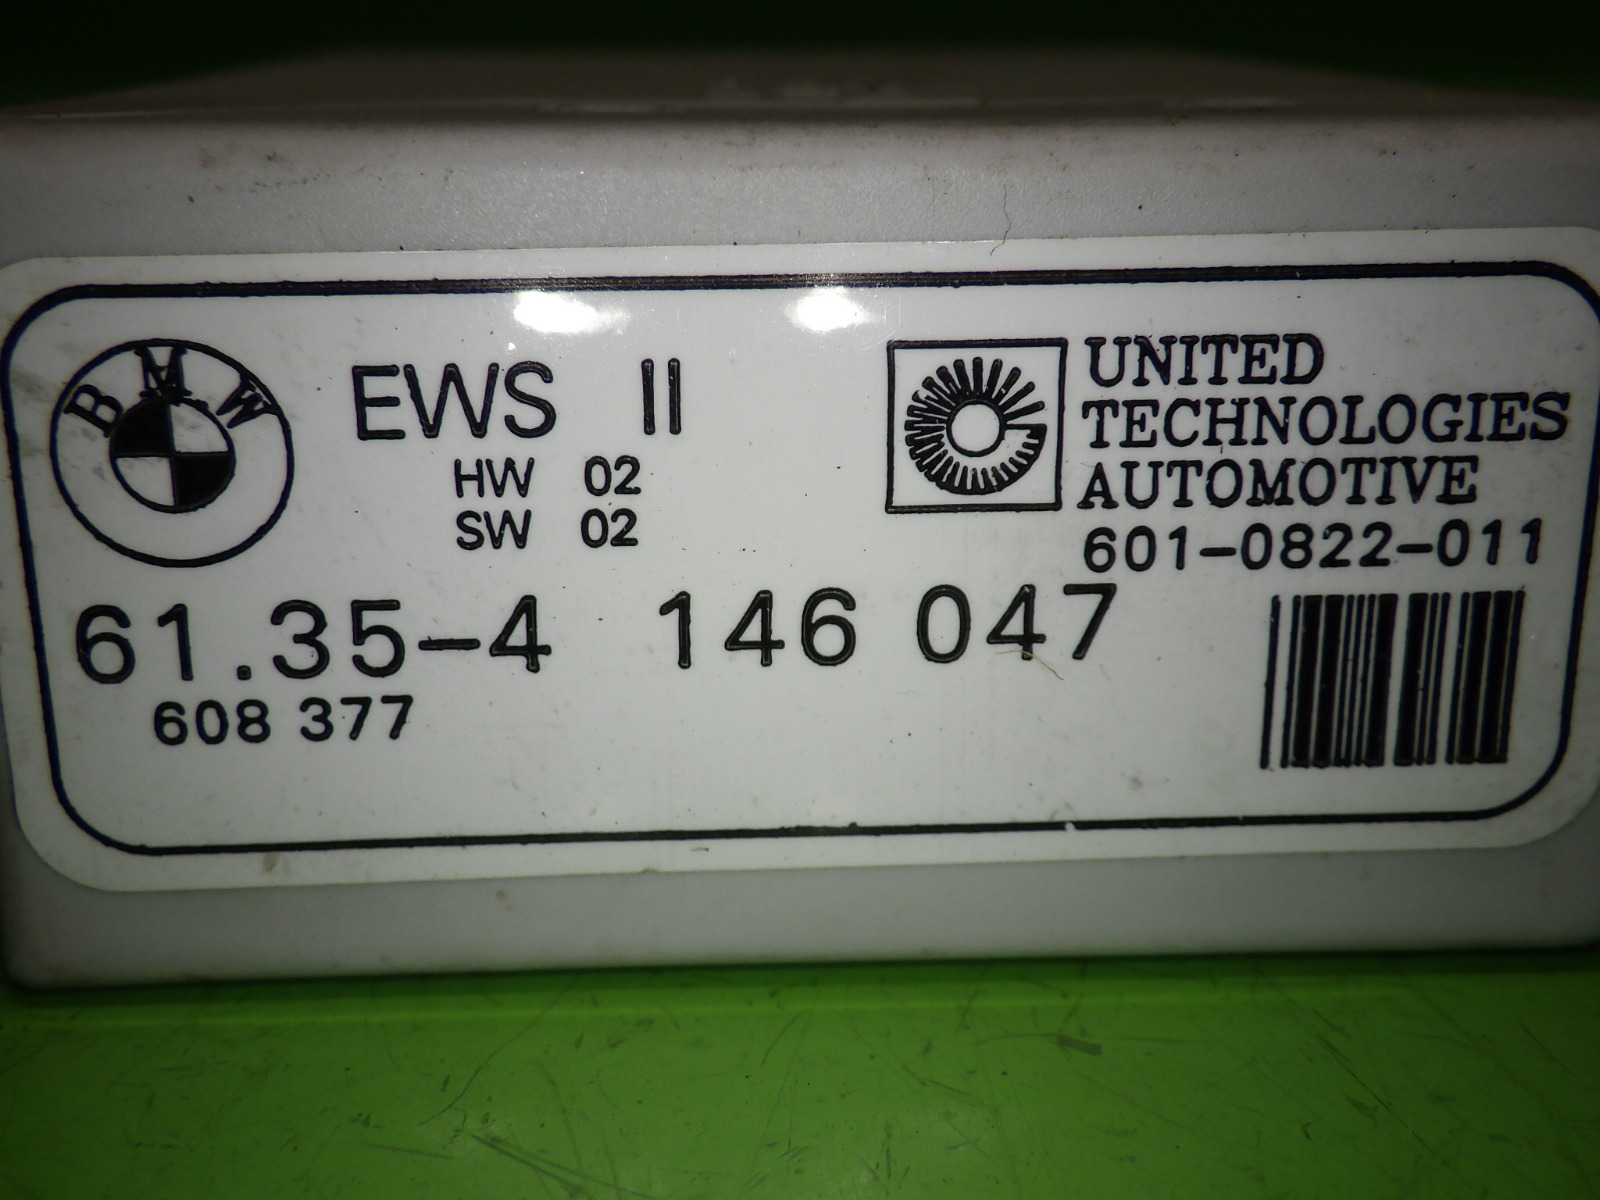 BMW
EWS II
HW 02
SW 02
UNITED
TECHNOLOGIES
AUTOMOTIVE
601-0822-011
61.35-4 146 047
608 377